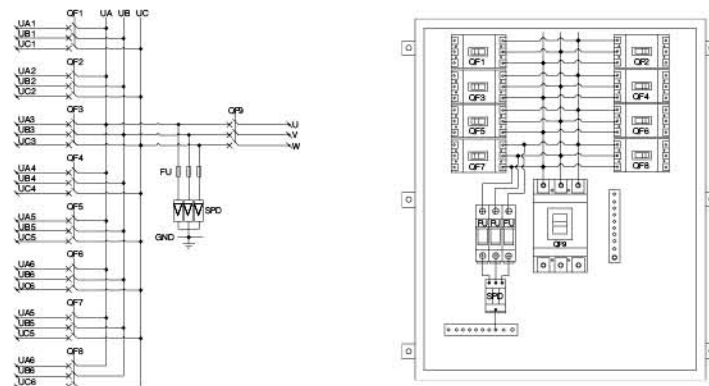 QF1 UA UB UC
UA1
UB1
UC1
QF2
UA2
UB2
UC2
QF3
UA3
UB3
UC3
QF9
U
V
W
QF4
UA4
UB4
UC4
FU
SPD
GND
QF5
UA5
UB5
UC5
QF6
UA6
UB6
UC6
QF7
UA5
UB5
UC5
QF8
UA6
UB6
UC6
QF1
QF2
QF3
QF4
QF5
QF6
QF7
QF8
FU FU FU
QF9
SPD